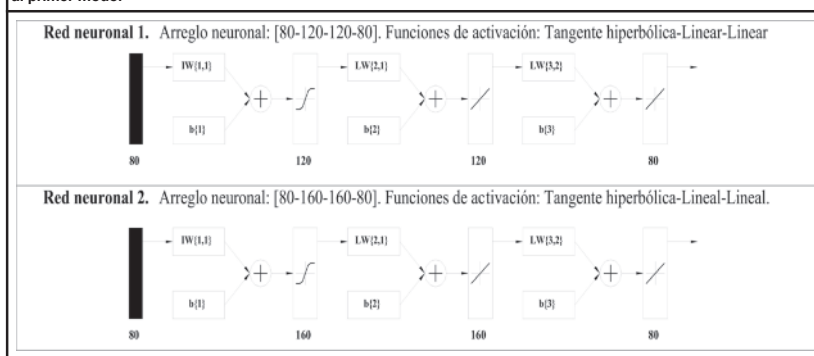 al primer modelo
Red neuronal 1. Arreglo neuronal: [80-120-120-80]. Funciones de activación: Tangente hiperbólica-Linear-Linear
IW{1,1} LW{2,1} LW{3,2}
b{1} b{2} b{3}
80 120 120 80
Red neuronal 2. Arreglo neuronal: [80-160-160-80]. Funciones de activación: Tangente hiperbólica-Lineal-Lineal.
IW{1,1} LW{2,1} LW{3,2}
b{1} b{2} b{3}
80 160 160 80